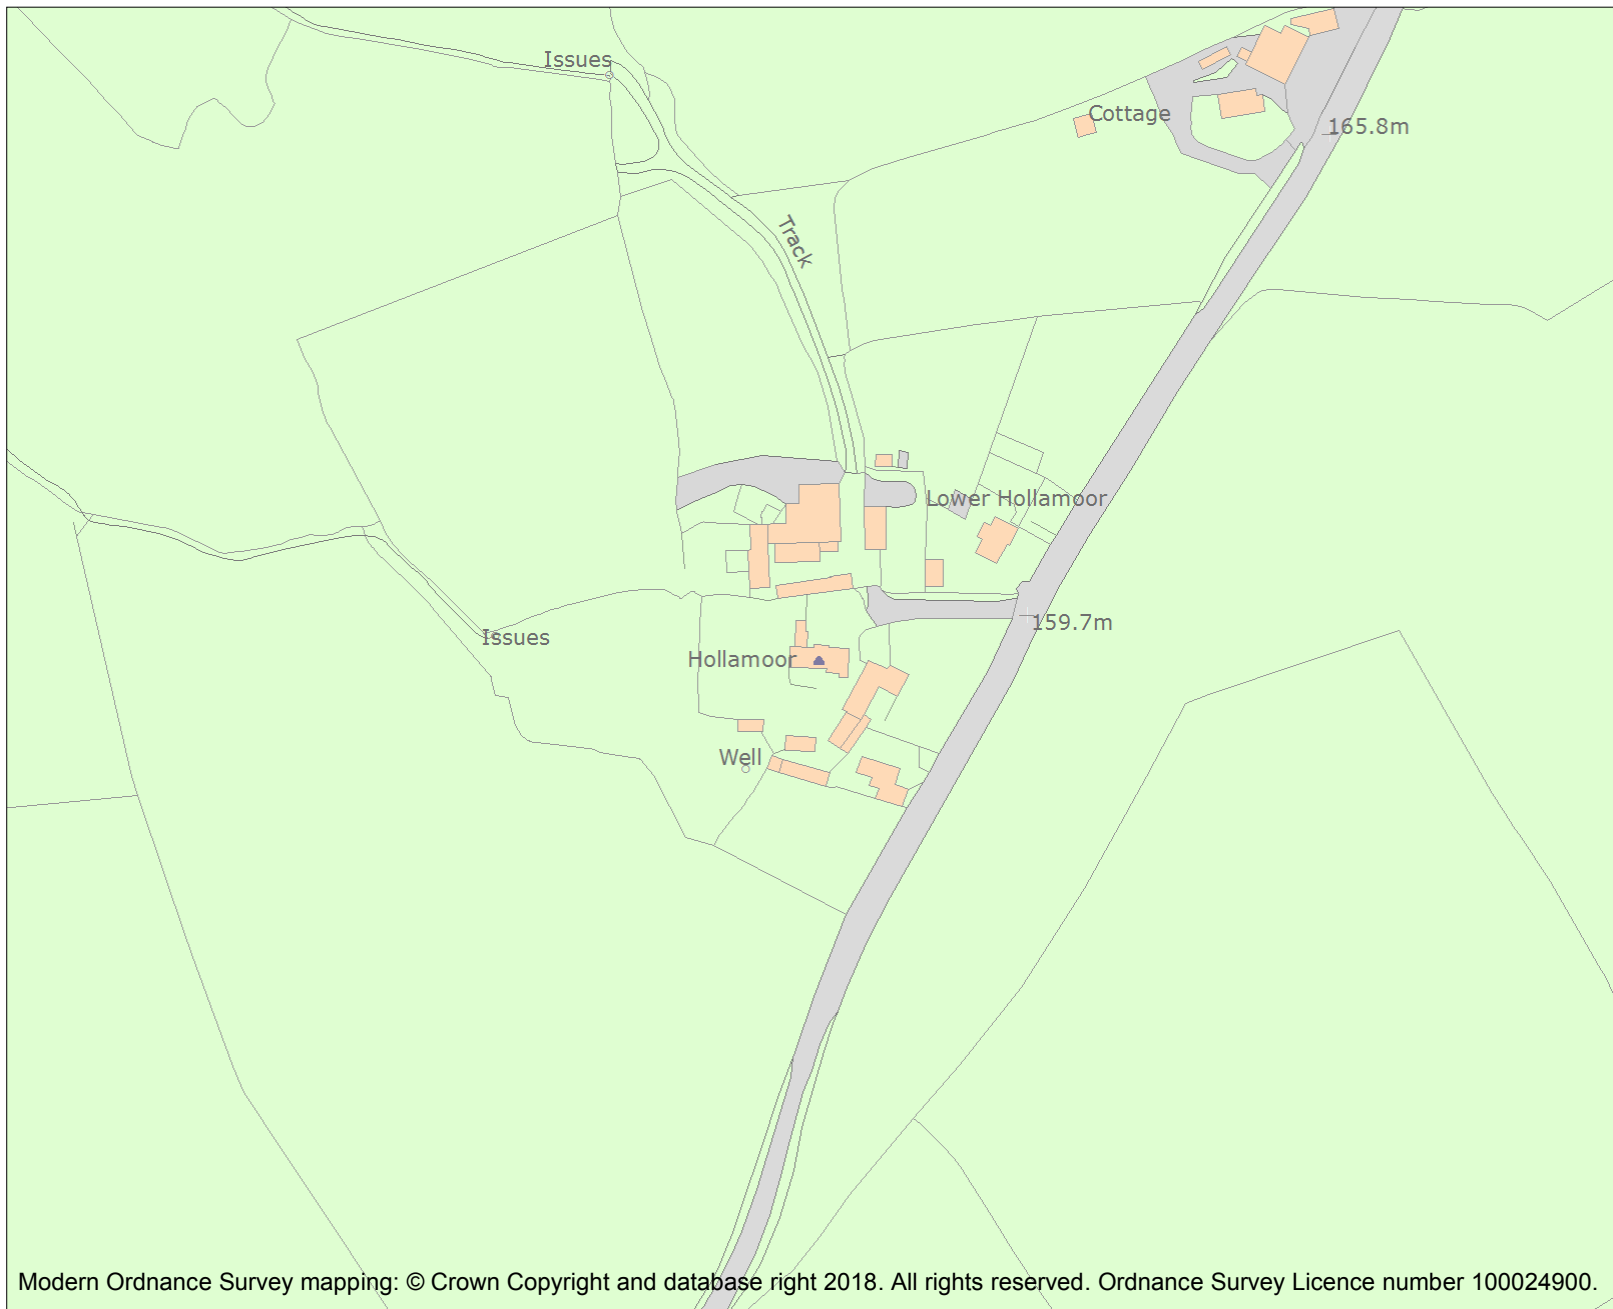 Issues
Cottage
165.8m
Track
Lower Hollamoor
159.7m
Issues
Hollamoor
Well
Modern Ordnance Survey mapping: © Crown Copyright and database right 2018. All rights reserved. Ordnance Survey Licence number 100024900.